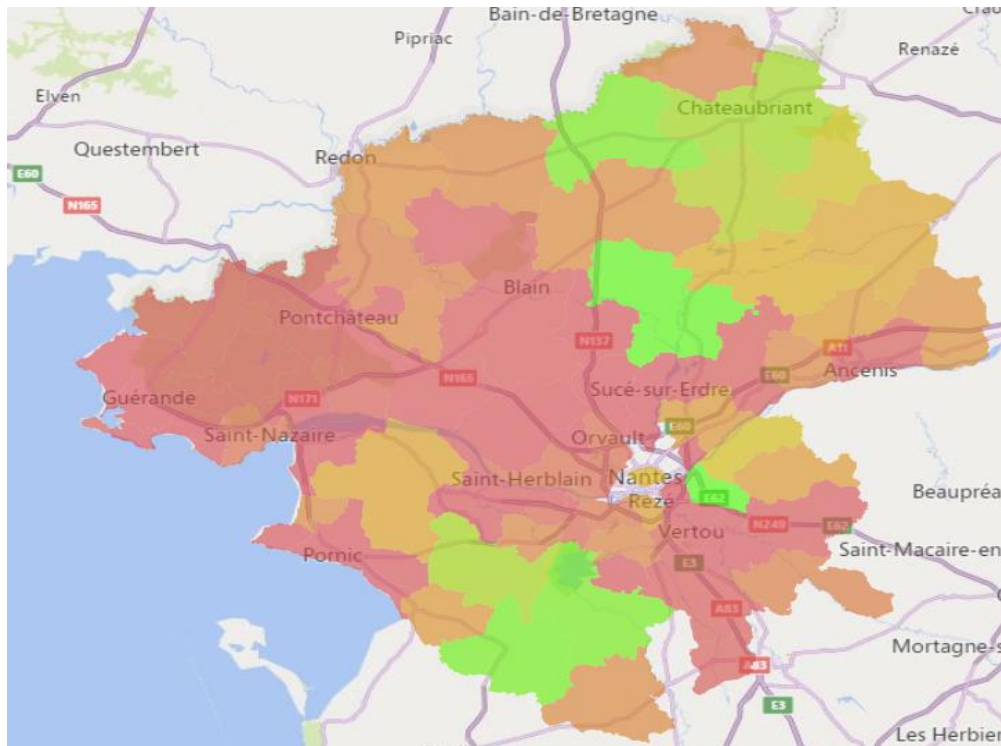 Bain-de-Bretagne
Pipriac
Renazé
Elven
Châteaubriant
Questembert
Redon
E60
N165
Blain
Pontchâteau
N137
A11
N165
Sucé-sur-Erdre
E60
Ancenis
Guérande
N171
Saint-Nazaire
Orvault
E60
Saint-Herblain
Nantes
Rezé
E62
Beaupréa
Vertou
N249
E62
Pornic
Saint-Macaire-en
E3
A83
Mortagne-s
A83
E3
Les Herbier